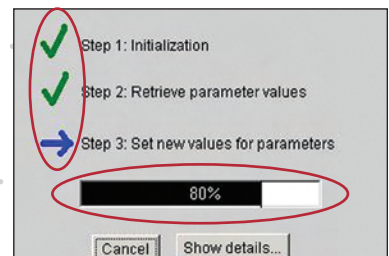 Step 1: Initialization
Step 2: Retrieve parameter values
Step 3: Set new values for parameters
80%
Cancel Show details...